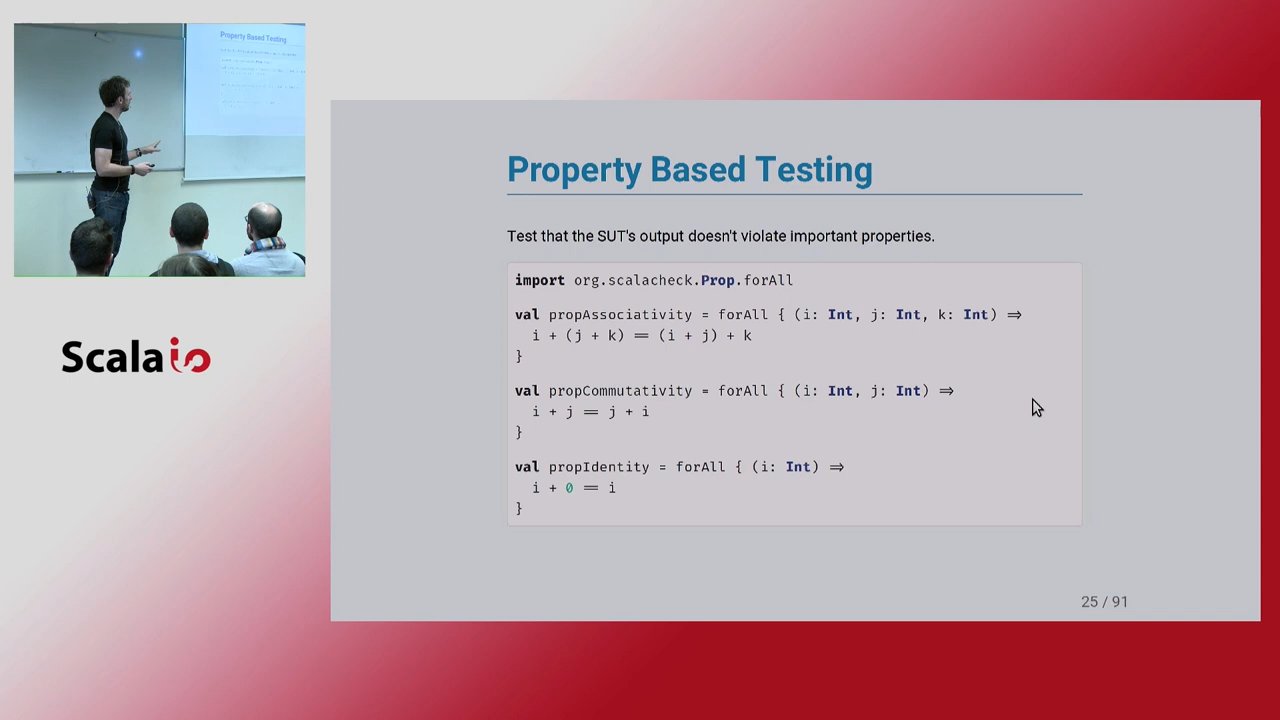 Property Based Testing
Scalaio
Property Based Testing
Test that the SUT's output doesn't violate important properties.
import org.scalacheck.Prop.forAll
val propAssociativity = forAll { (i: Int, j: Int, k: Int) =>
i + (j + k) == (i + j) + k
}
val propCommutativity = forAll { (i: Int, j: Int) =>
i + j == j + i
}
val propIdentity = forAll { (i: Int) =>
i + 0 == i
}
25 / 91